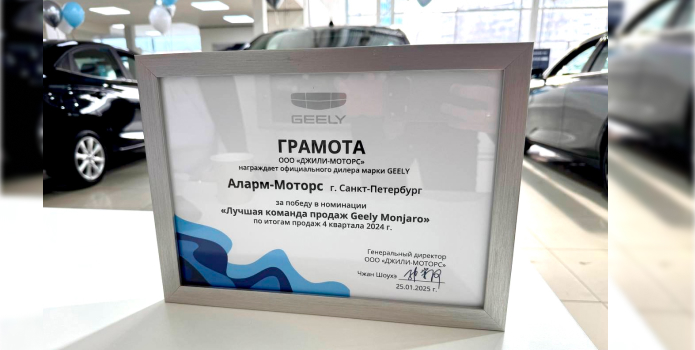 GEELY
ГРАМОТА
ООО «ДЖИЛИ-МОТОРС»
награждает официального дилера марки GEELY
Аларм-Моторс г. Санкт-Петербург
за победу в номинации
«Лучшая команда продаж Geely Monjaro»
по итогам продаж 4 квартала 2024 г.
Генеральный директор
ООО «ДЖИЛИ-МОТОРС»
Чжан Шоухэ
25.01.2025 г.